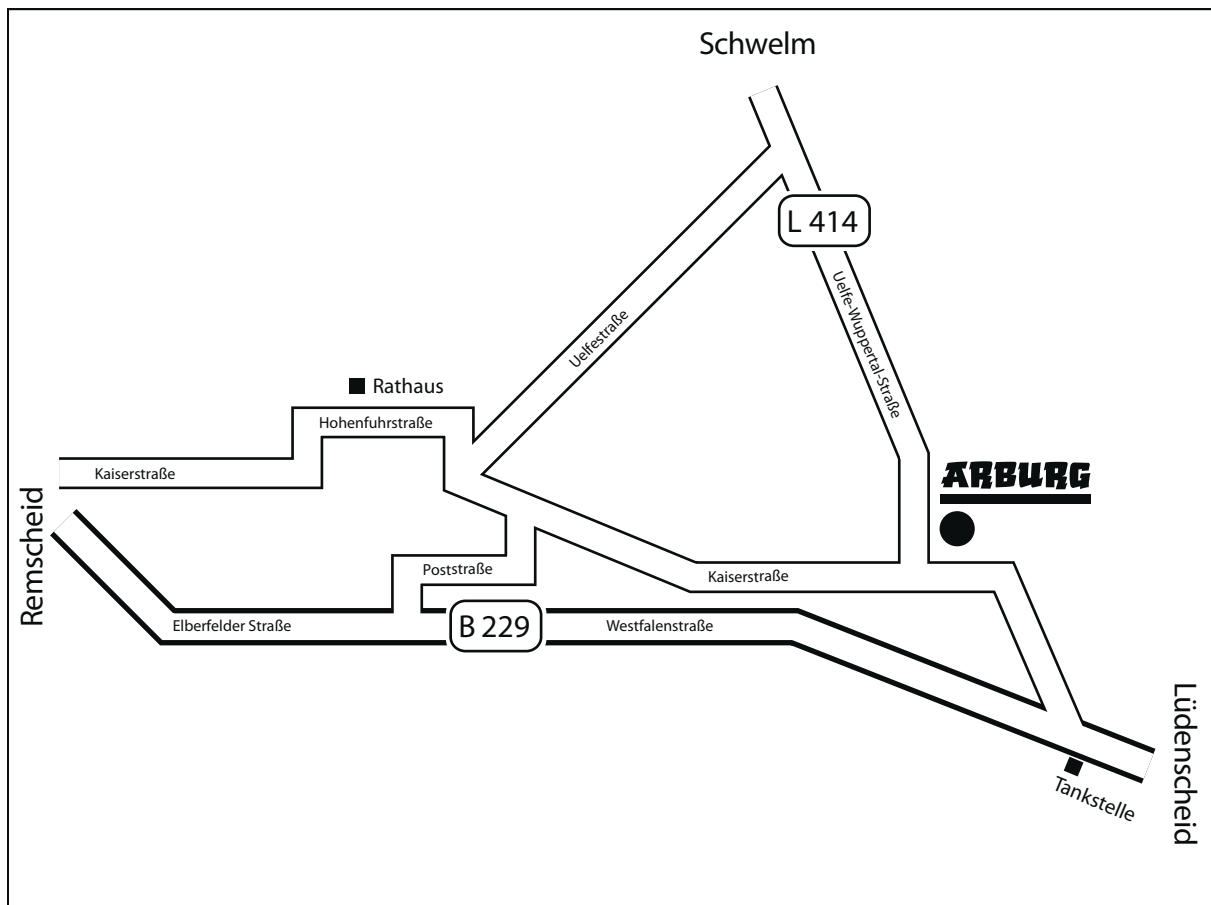 Schwelm
L 414
Uelfe-Wuppertal-Straße
Uelfestraße
Rathaus
Hohenfuhrstraße
Kaiserstraße
ARBURG
Remscheid
Poststraße
Kaiserstraße
Elberfelder Straße
B 229
Westfalenstraße
Lüdenscheid
Tankstelle